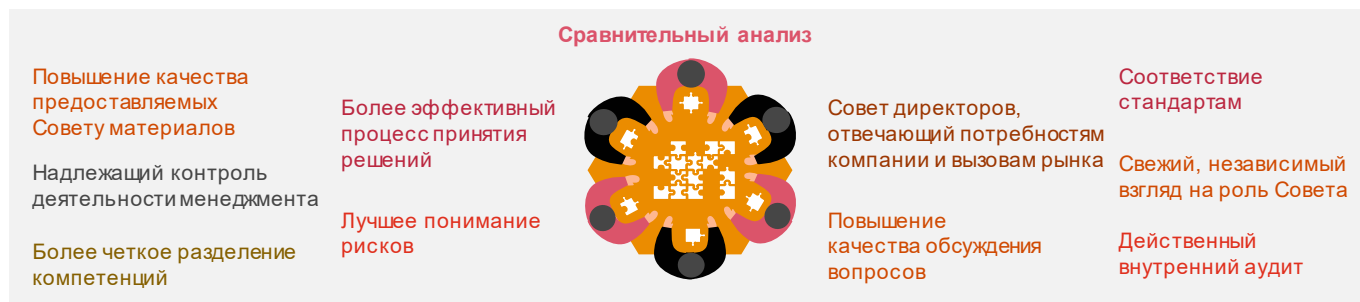 Сравнительный анализ
Повышение качества
предоставляемых
Совету материалов
Надлежащий контроль
деятельности менеджмента
Более четкое разделение
компетенций
Более эффективный
процесс принятия
решений
Лучшее понимание
рисков
Совет директоров,
отвечающий потребностям
компании и вызовам рынка
Повышение
качества обсуждения
вопросов
Соответствие
стандартам
Свежий, независимый
взгляд на роль Совета
Действенный
внутренний аудит